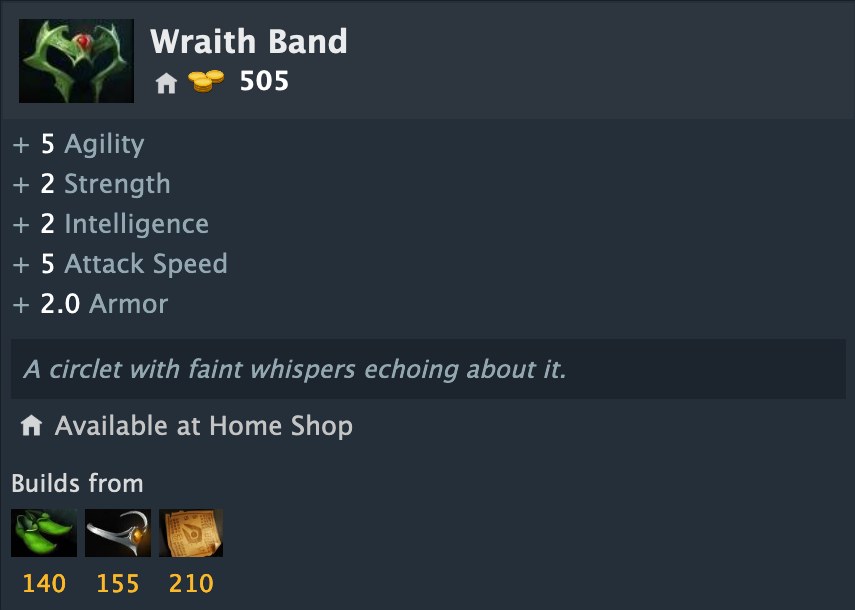 Wraith Band
505
+ 5 Agility
+ 2 Strength
+ 2 Intelligence
+ 5 Attack Speed
+ 2.0 Armor
A circlet with faint whispers echoing about it.
Available at Home Shop
Builds from
140 155 210